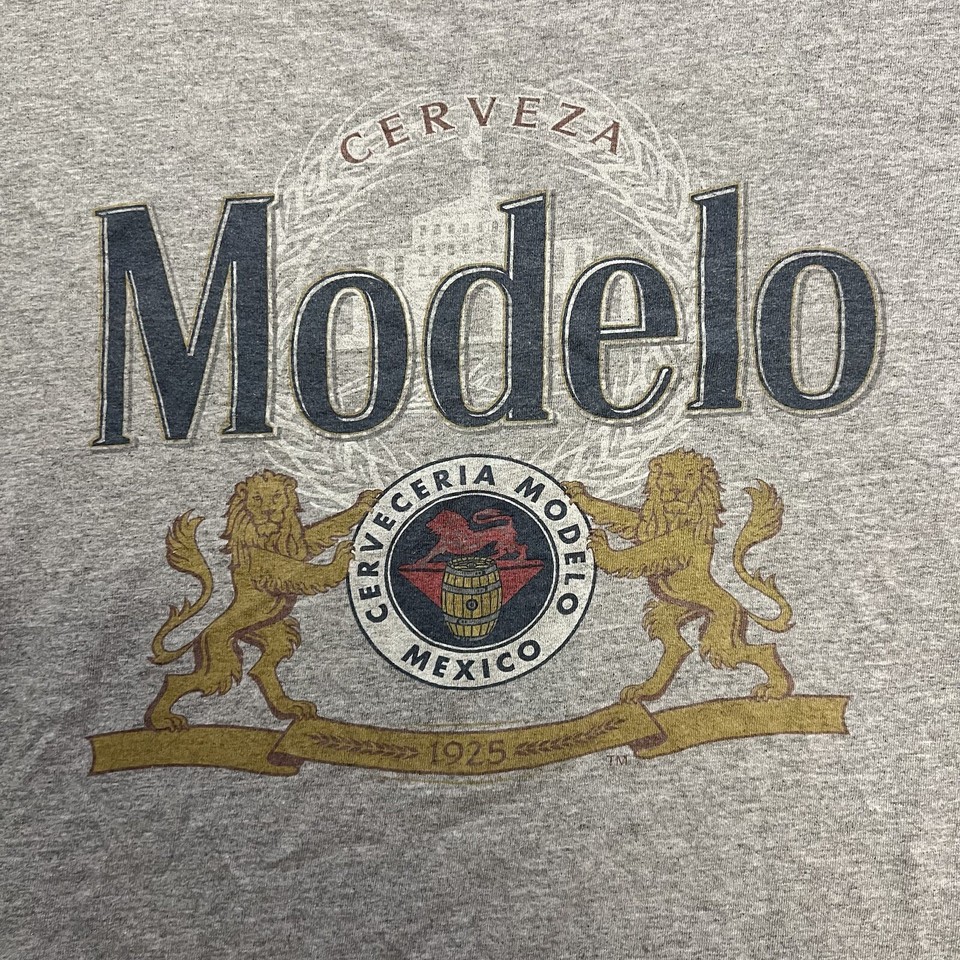 CERVEZA
Modelo
CERVECERIA MODELO
MEXICO
1925
TM